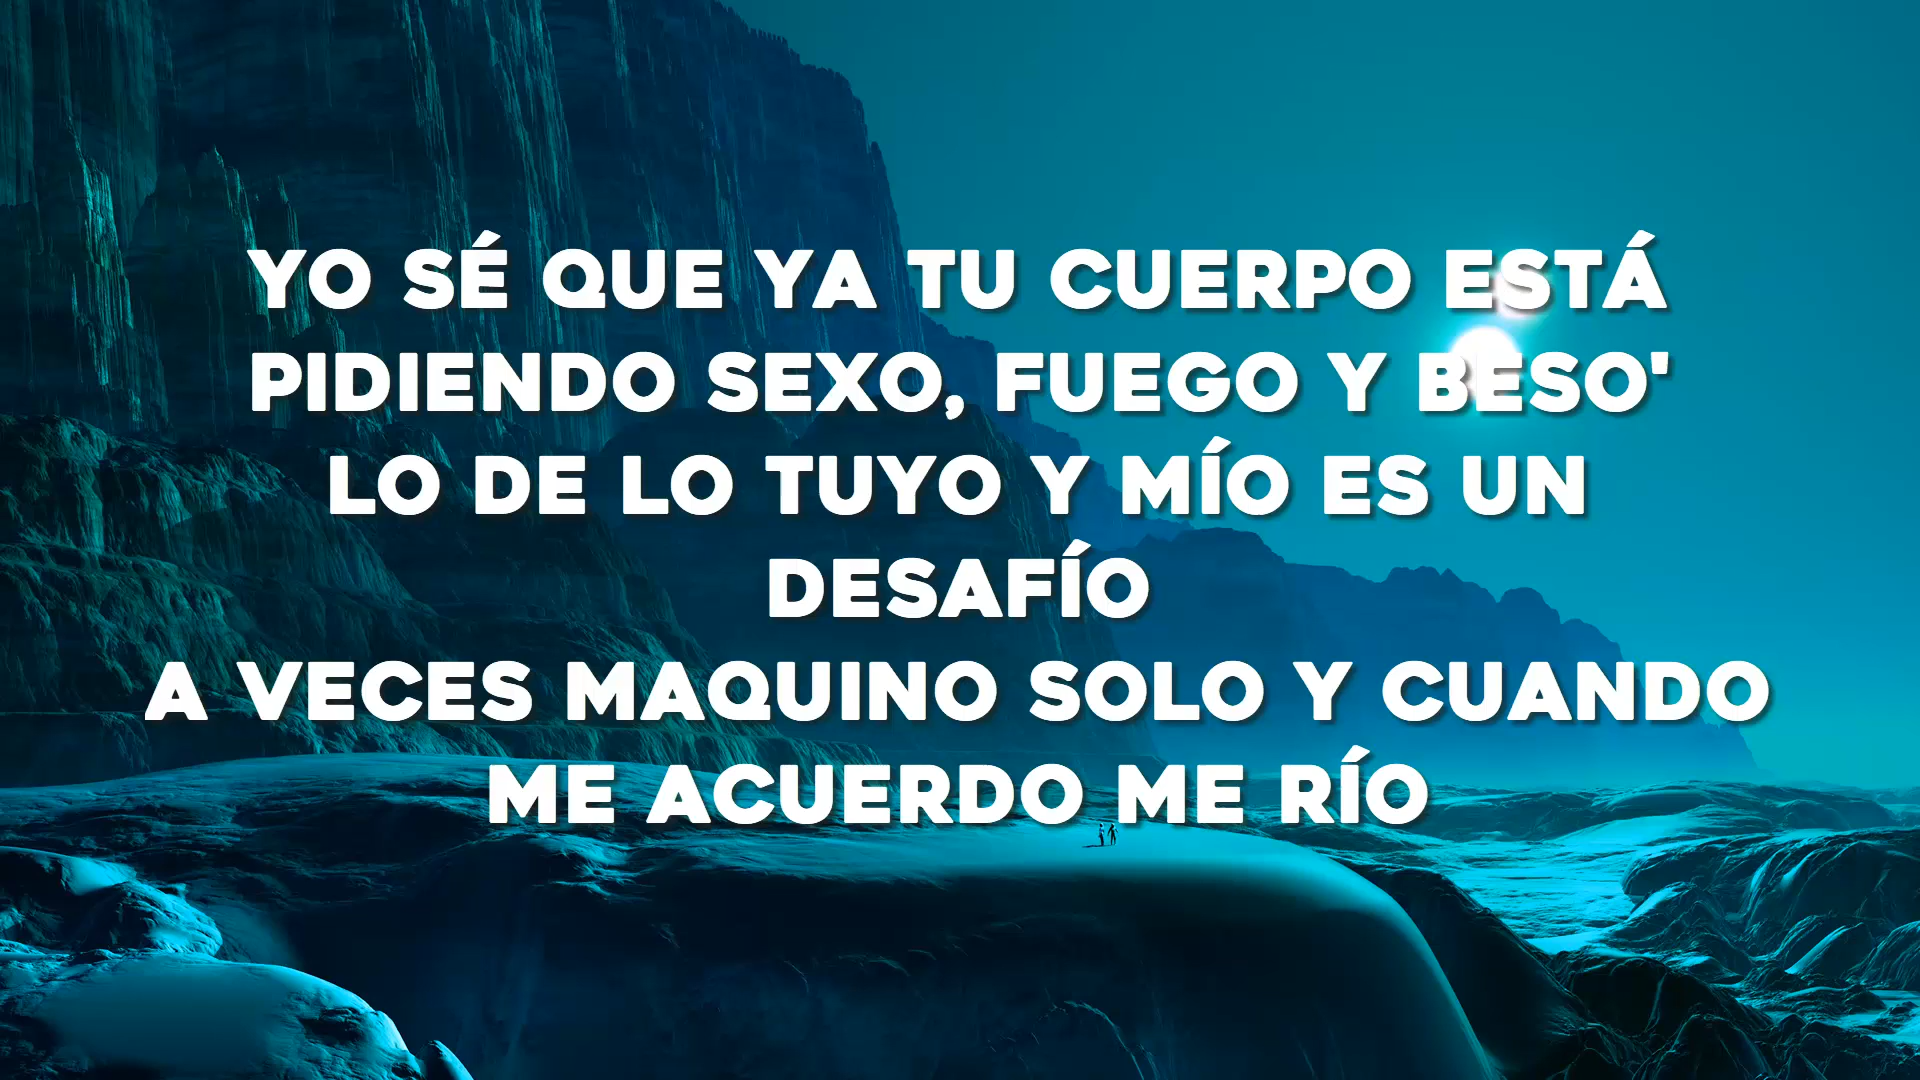 YO SÉ QUE YA TU CUERPO ESTÁ
PIDIENDO SEXO, FUEGO Y BESO'
LO DE LO TUYO Y MÍO ES UN
DESAFÍO
A VECES MAQUINO SOLO Y CUANDO
ME ACUERDO ME RÍO